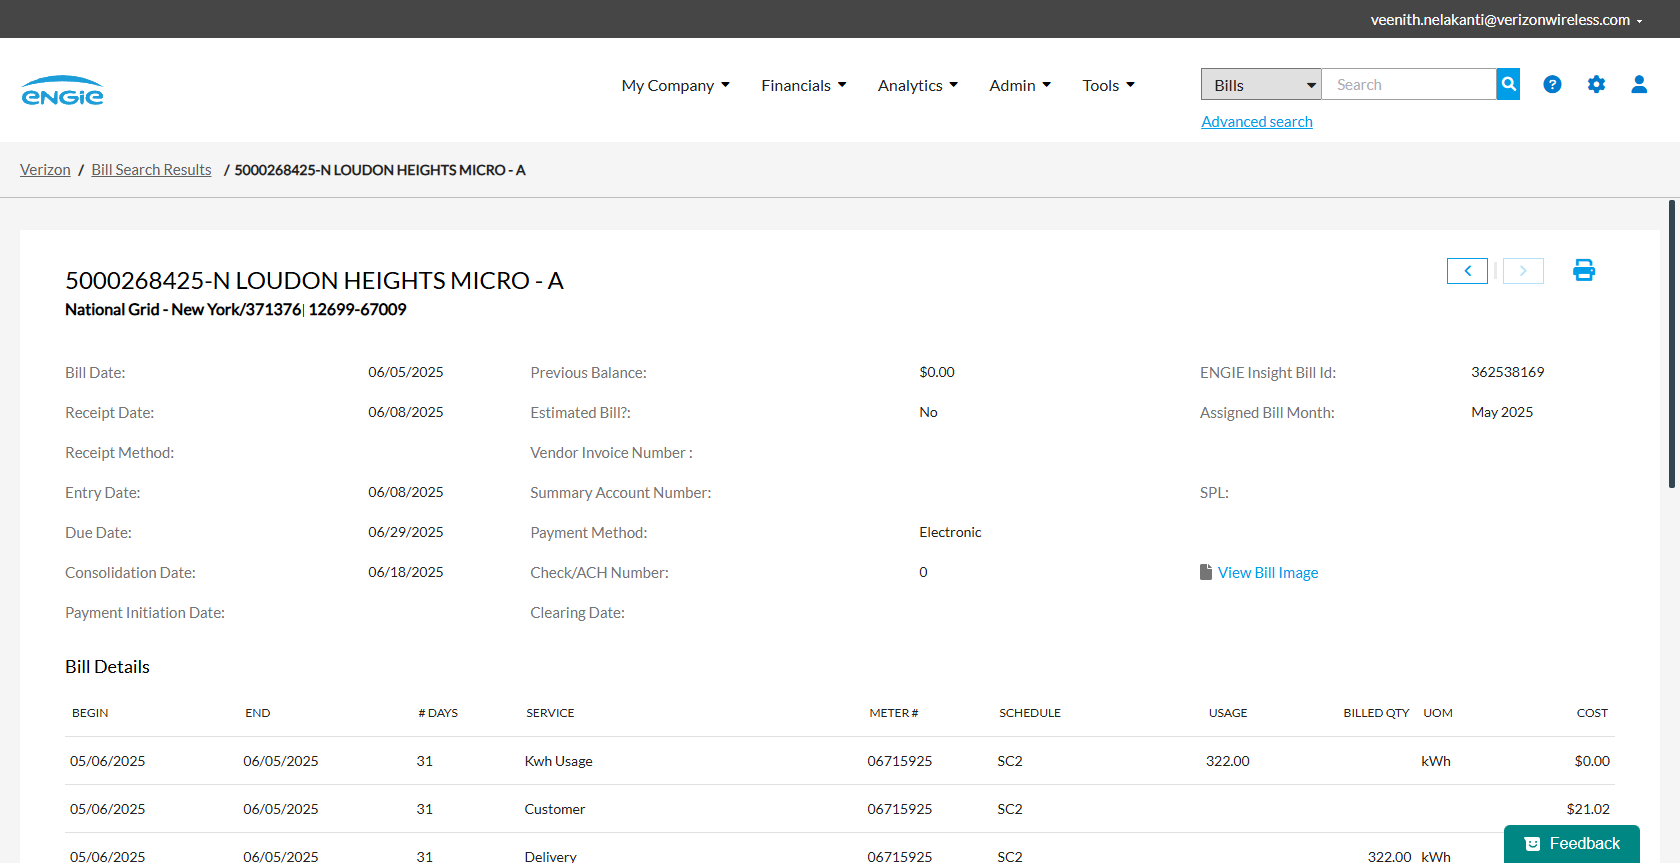 veenith.nelakanti@verizonwireless.com
ENGIE
My Company Financials Analytics Admin Tools Bills Search
Advanced search
Verizon / Bill Search Results / 5000268425-N LOUDON HEIGHTS MICRO - A
5000268425-N LOUDON HEIGHTS MICRO - A
National Grid - New York/371376| 12699-67009
Bill Date: 06/05/2025 Previous Balance: $0.00 ENGIE Insight Bill Id: 362538169
Receipt Date: 06/08/2025 Estimated Bill?: No Assigned Bill Month: May 2025
Receipt Method: Vendor Invoice Number :
Entry Date: 06/08/2025 Summary Account Number: SPL:
Due Date: 06/29/2025 Payment Method: Electronic
Consolidation Date: 06/18/2025 Check/ACH Number: 0 View Bill Image
Payment Initiation Date: Clearing Date:
Bill Details
BEGIN END # DAYS SERVICE METER # SCHEDULE USAGE BILLED QTY UOM COST
05/06/2025 06/05/2025 31 Kwh Usage 06715925 SC2 322.00 kWh $0.00
05/06/2025 06/05/2025 31 Customer 06715925 SC2 $21.02
05/06/2025 06/05/2025 31 Delivery 06715925 SC2 322.00 kWh
Feedback